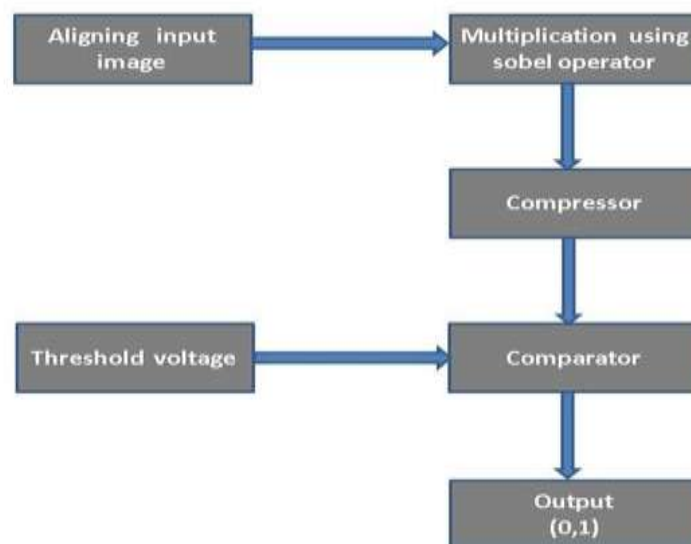 Aligning input
image
Multiplication using
sobel operator
Compressor
Threshold voltage
Comparator
Output
(0,1)